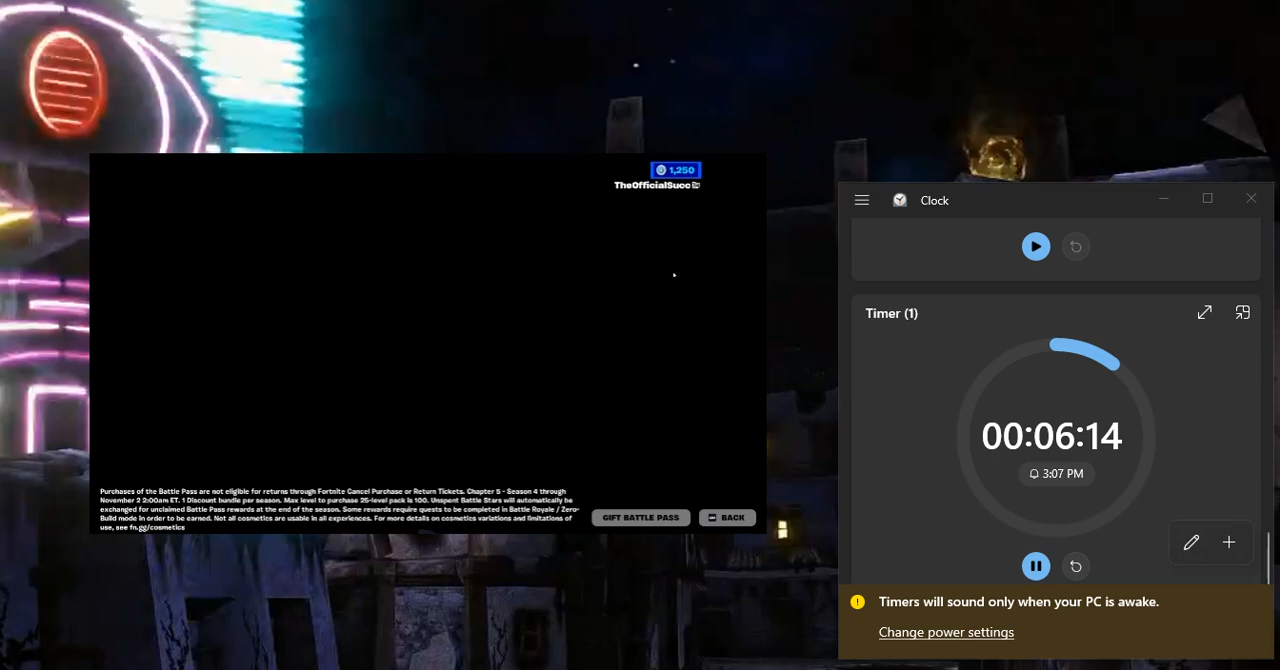 1,250
TheOfficialSucc
Purchases of the Battle Pass are not eligible for returns through Fortnite Cancel Purchase or Return Tickets. Chapter 5 - Season 4 through
November 2 2:00am ET. 1 Discount bundle per season. Max level to purchase 25-level pack is 100. Unspent Battle Stars will automatically be
exchanged for unclaimed Battle Pass rewards at the end of the season. Some rewards require quests to be completed in Battle Royale / Zero-
Build mode in order to be earned. Not all cosmetics are usable in all experiences. For more details on cosmetics variations and limitations of
use, see fn.gg/cosmetics
GIFT BATTLE PASS
BACK
Clock
Timer (1)
00:06:14
3:07 PM
Timers will sound only when your PC is awake.
Change power settings